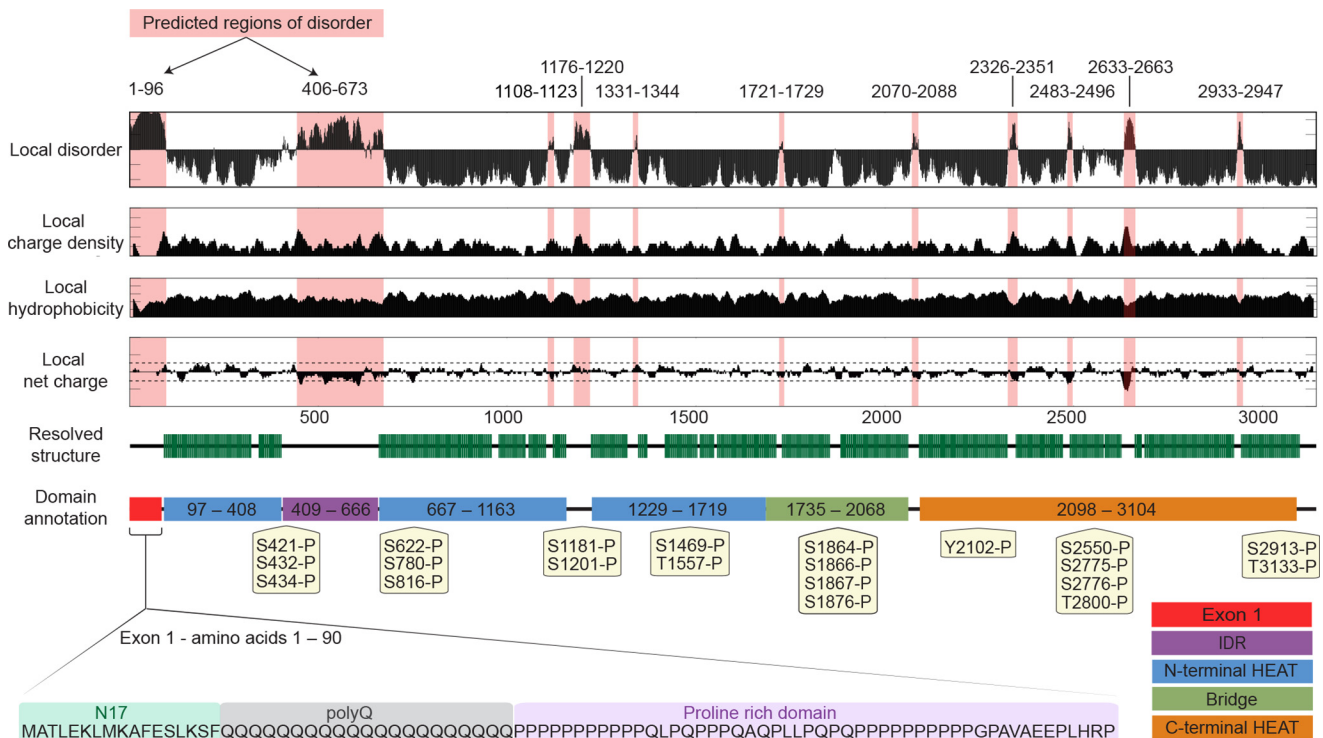 Predicted regions of disorder
1176-1220
2326-2351
2633-2663
1-96
406-673
1108-1123
1331-1344
1721-1729
2070-2088
2483-2496
2933-2947
Local disorder
Local
charge density
Local
hydrophobicity
Local
net charge
500
1000
1500
2000
2500
3000
Resolved
structure
Domain
annotation
97 – 408
409 – 666
667 – 1163
1229 – 1719
1735 – 2068
2098 – 3104
S421-P
S432-P
S434-P
S622-P
S780-P
S816-P
S1181-P
S1201-P
S1469-P
T1557-P
S1864-P
S1866-P
S1867-P
S1876-P
Y2102-P
S2550-P
S2775-P
S2776-P
T2800-P
S2913-P
T3133-P
Exon 1 - amino acids 1 – 90
Exon 1
IDR
N-terminal HEAT
Bridge
C-terminal HEAT
N17
polyQ
Proline rich domain
MATLEKLMKAFESLKSFQQQQQQQQQQQQQQQQQQQQQPPPPPPPPPPPQLPQPPPQAQPLLPQPQPPPPPPPPPPGPAVAEEPLHRP